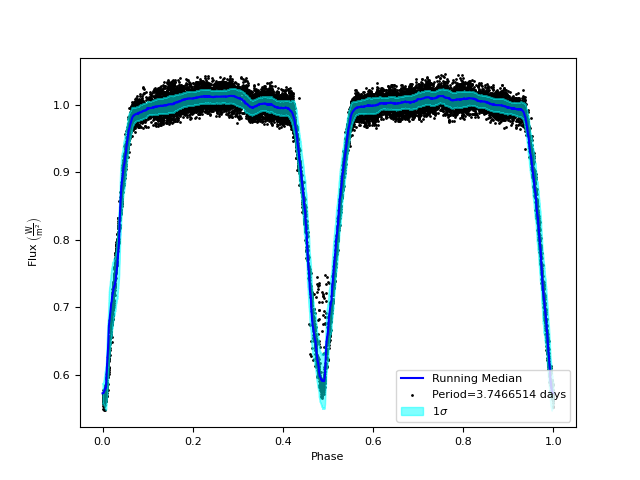 1.0
0.9
0.8
0.7
0.6
Flux (W/m²)
0.0 0.2 0.4 0.6 0.8 1.0
Phase
Running Median
Period=3.7466514 days
1σ